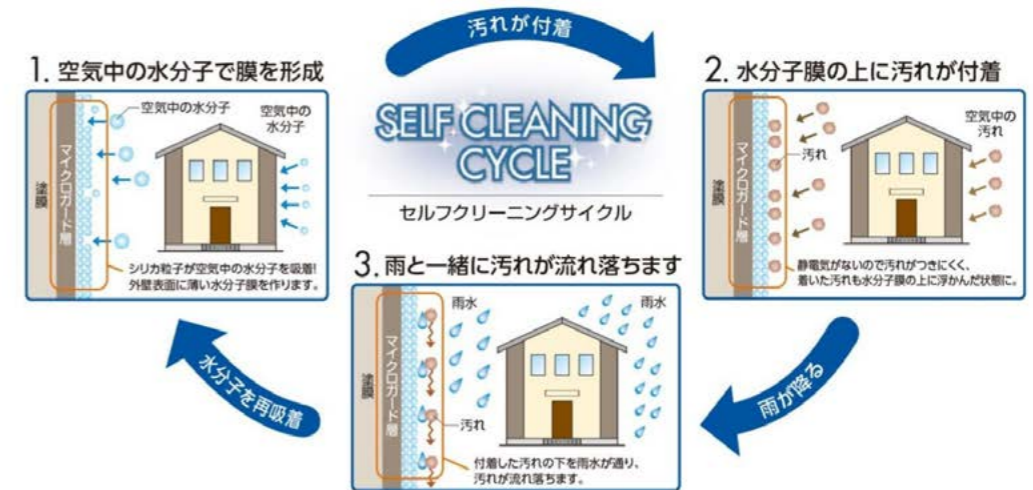 汚れが付着
1. 空気中の水分子で膜を形成
空気中の水分子
空気中の
水分子
マイクロガード層
塗膜
シリカ粒子が空気中の水分子を吸着!
外壁表面に薄い水分子膜を作ります。
SELF CLEANING
CYCLE
セルフクリーニングサイクル
2. 水分子膜の上に汚れが付着
空気中の
汚れ
汚れ
マイクロガード層
塗膜
静電気がないので汚れがつきにくく、
着いた汚れも水分子膜の上に浮かんだ状態に。
雨が降る
3. 雨と一緒に汚れが流れ落ちます
雨水
雨水
マイクロガード層
塗膜
汚れ
付着した汚れの下を雨水が通り、
汚れが流れ落ちます。
水分子を再吸着